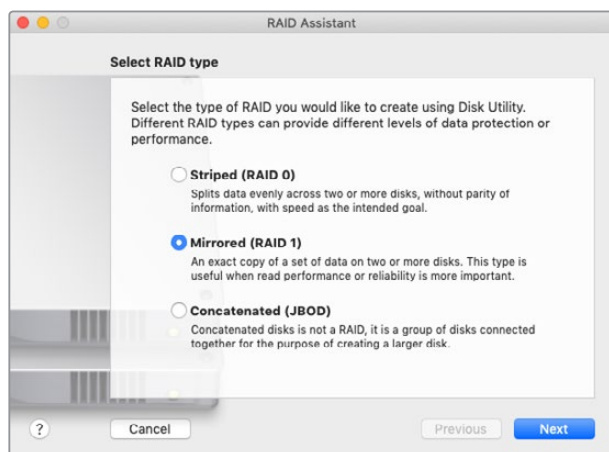 RAID Assistant
Select RAID type
Select the type of RAID you would like to create using Disk Utility.
Different RAID types can provide different levels of data protection or
performance.
Striped (RAID 0)
Splits data evenly across two or more disks, without parity of
information, with speed as the intended goal.
Mirrored (RAID 1)
An exact copy of a set of data on two or more disks. This type is
useful when read performance or reliability is more important.
Concatenated (JBOD)
Concatenated disks is not a RAID, it is a group of disks connected
together for the purpose of creating a larger disk.
? Cancel Previous Next